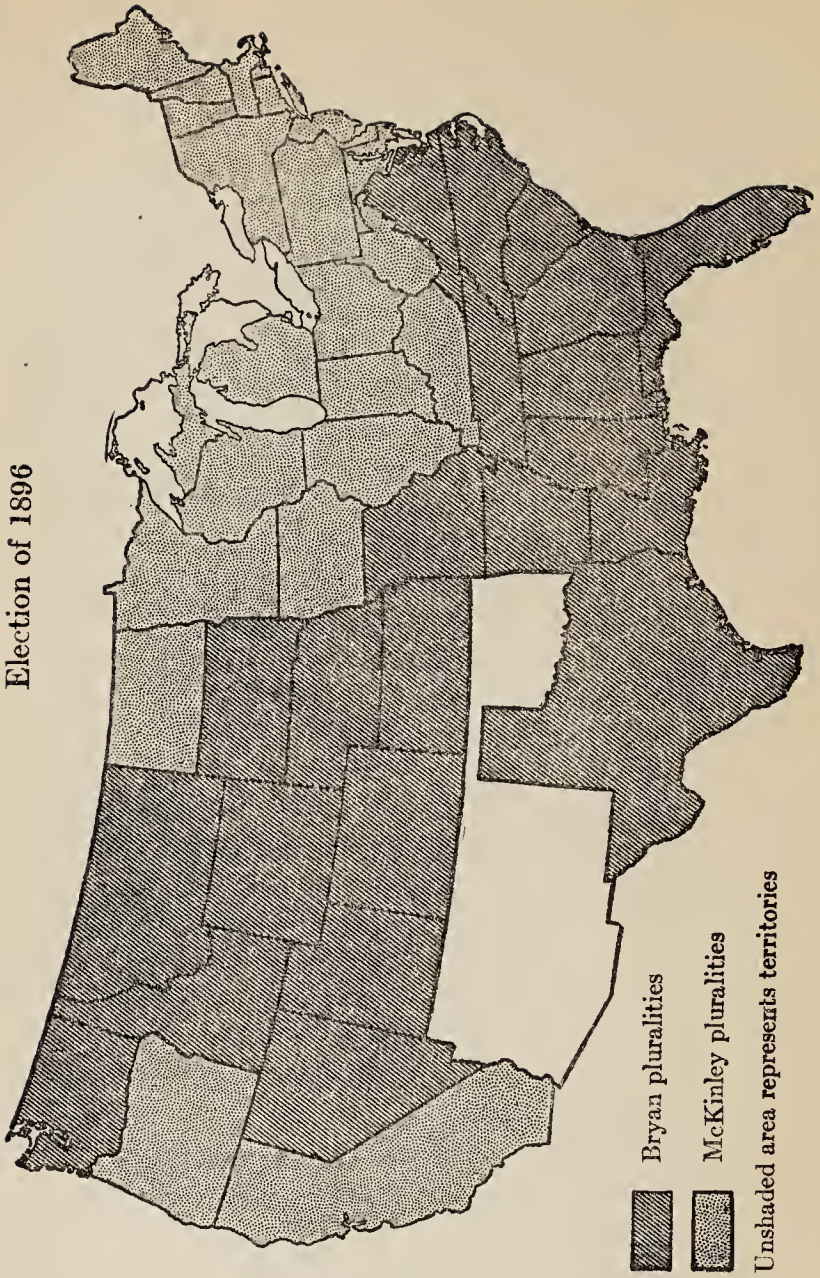 Election of 1896
Bryan pluralities
McKinley pluralities
Unshaded area represents territories